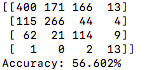 [[400 171 166  13]
 [115 266  44   4]
 [ 62  21 114   9]
 [  1   0   2  13]]
Accuracy: 56.602%